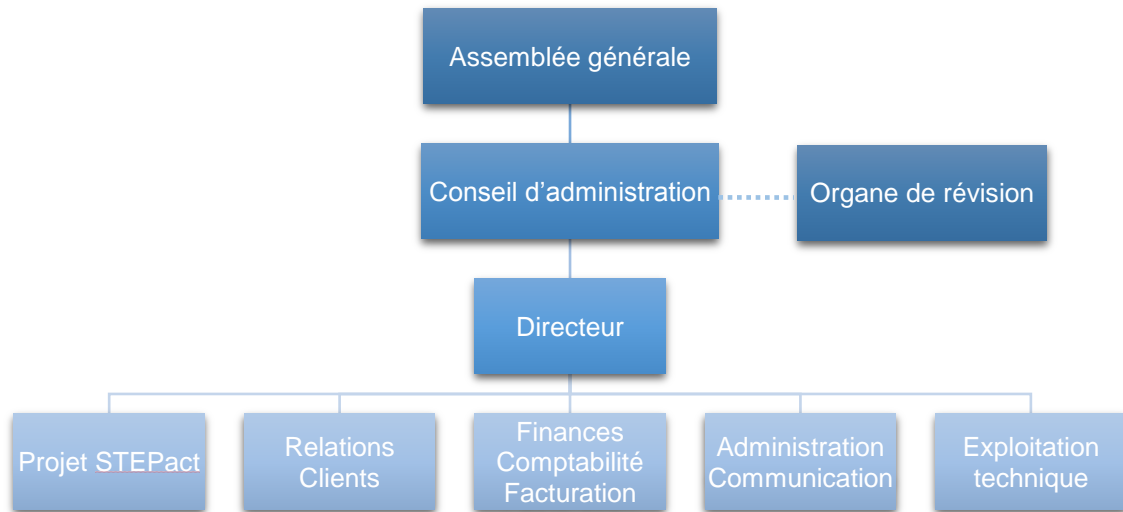 Assemblée générale
Conseil d’administration
Organe de révision
Directeur
Projet STEPact
Relations
Clients
Finances
Comptabilité
Facturation
Administration
Communication
Exploitation
technique